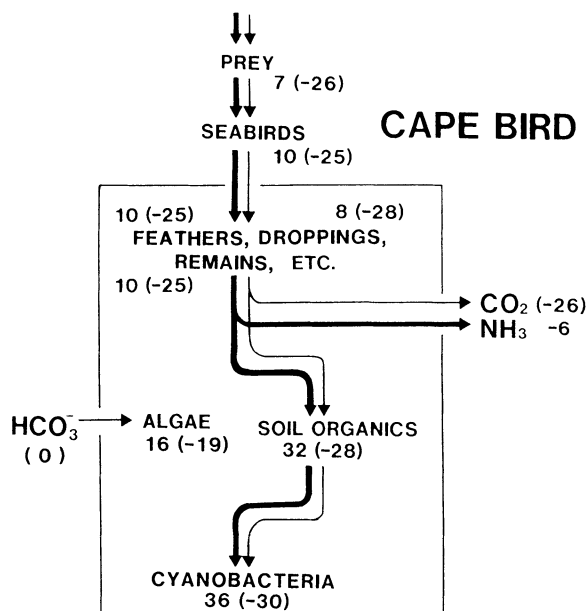 PREY
7 (-26)
CAPE BIRD
SEABIRDS
10 (-25)
10 (-25)
8 (-28)
FEATHERS, DROPPINGS,
REMAINS, ETC.
10 (-25)
CO₂ (-26)
NH₃ -6
HCO₃⁻
(0)
ALGAE
16 (-19)
SOIL ORGANICS
32 (-28)
CYANOBACTERIA
36 (-30)